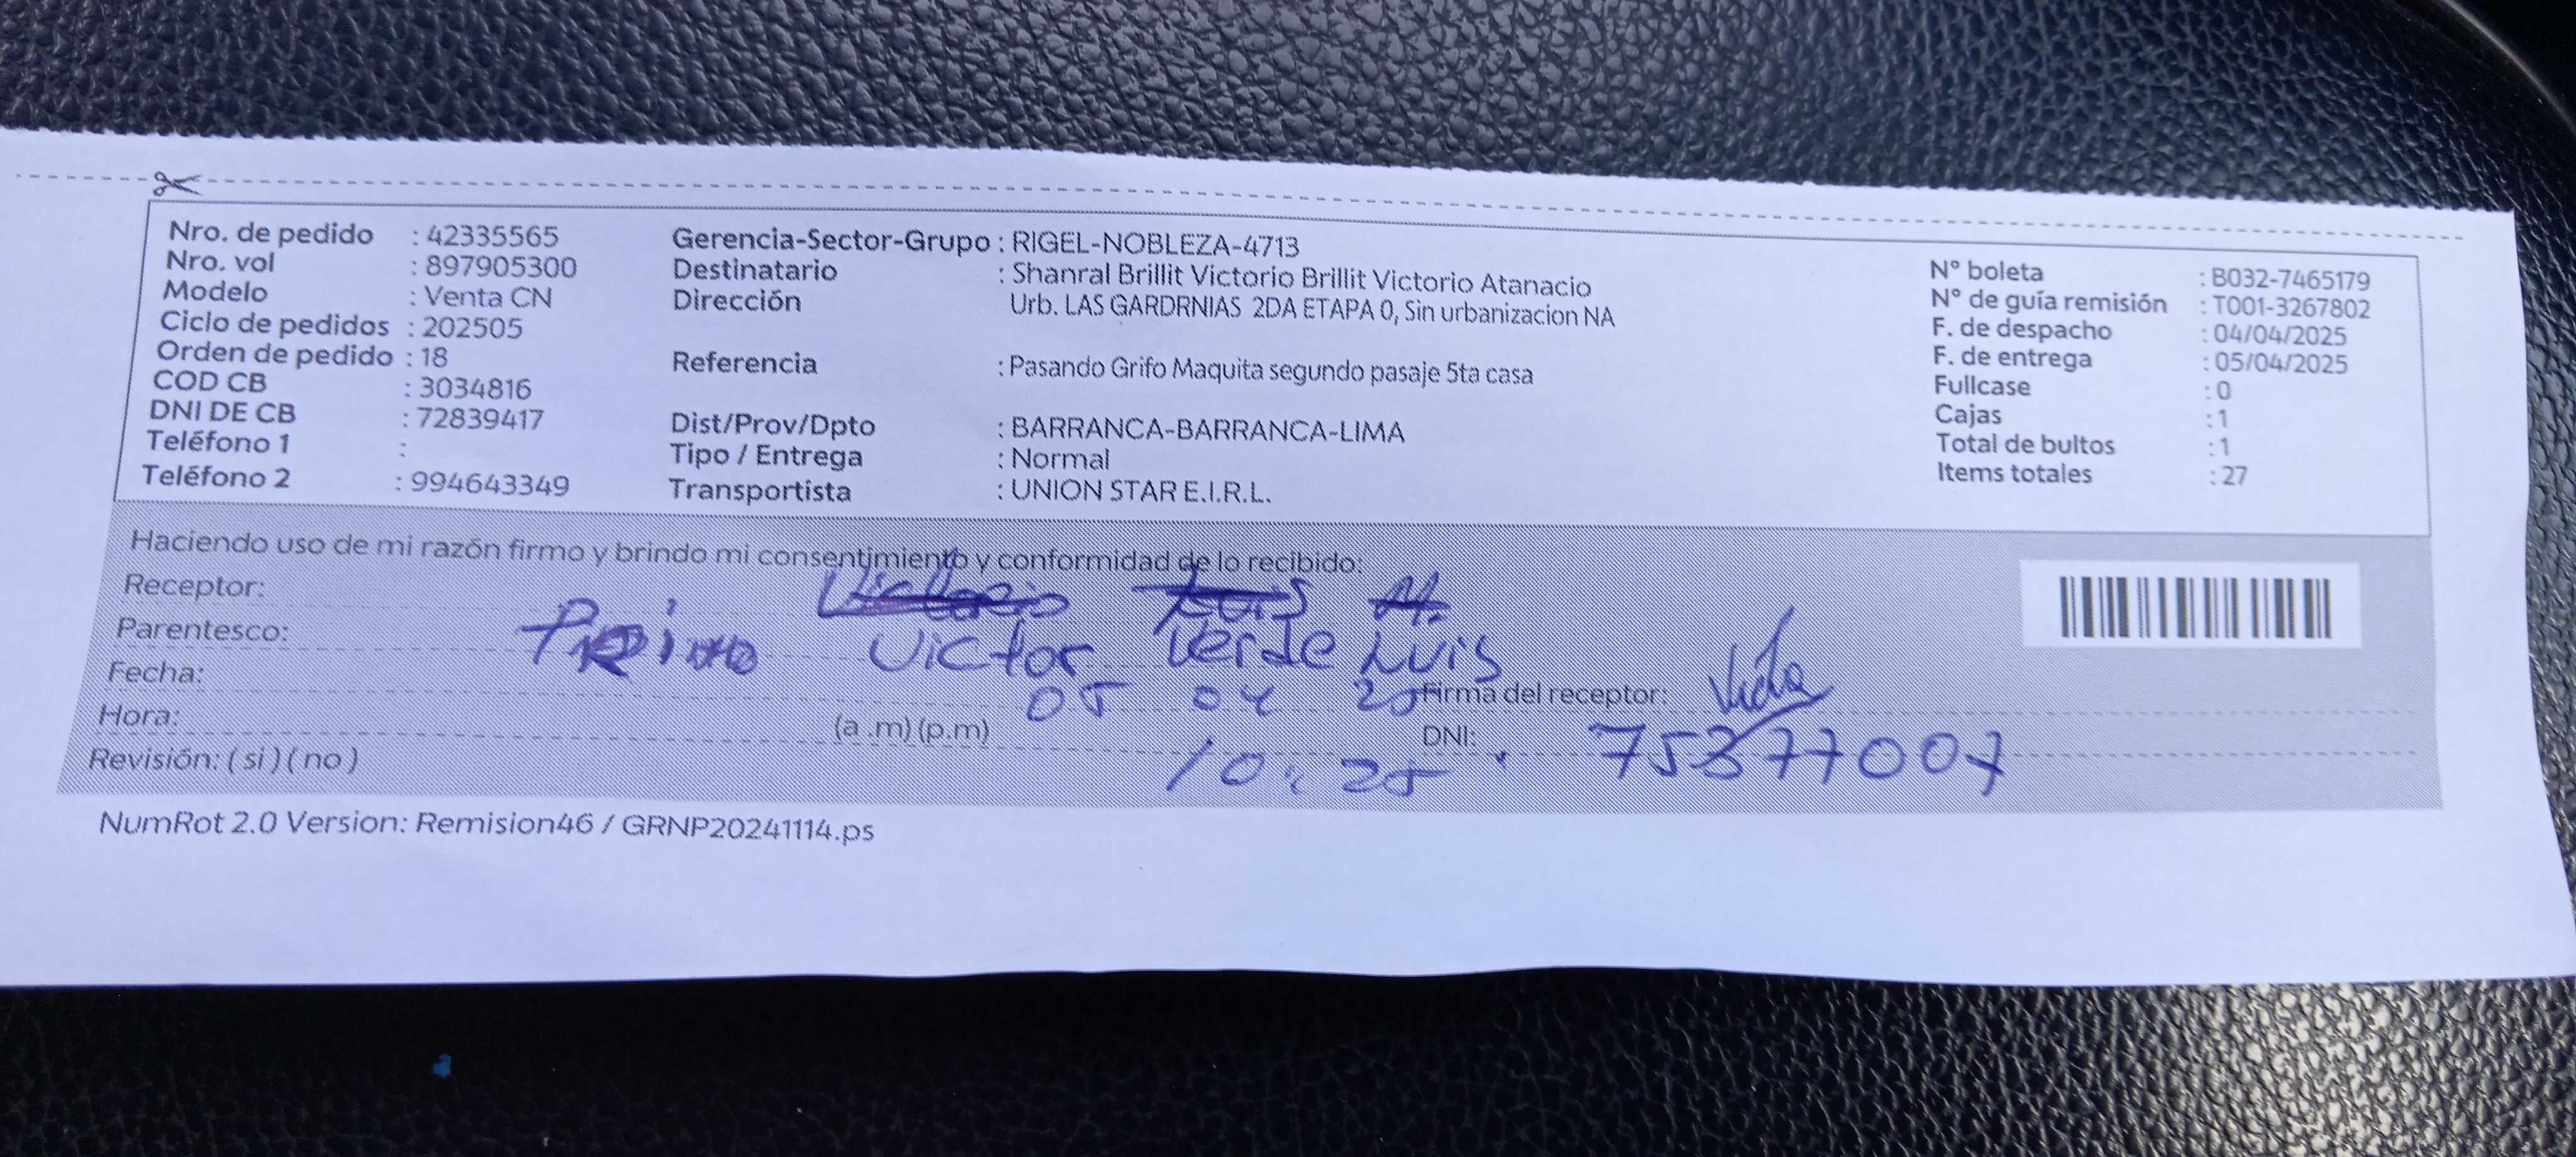 Nro. de pedido : 42335565
Nro. vol : 897905300
Modelo : Venta CN
Ciclo de pedidos : 202505
Orden de pedido : 18
COD CB : 3034816
DNI DE CB : 72839417
Teléfono 1 :
Teléfono 2 : 994643349
Gerencia-Sector-Grupo : RIGEL-NOBLEZA-4713
Destinatario : Shanral Brillit Victorio Brillit Victorio Atanacio
Dirección Urb. LAS GARDRNIAS 2DA ETAPA 0, Sin urbanizacion NA
Referencia : Pasando Grifo Maquita segundo pasaje 5ta casa
Dist/Prov/Dpto : BARRANCA-BARRANCA-LIMA
Tipo / Entrega : Normal
Transportista : UNION STAR E.I.R.L.
N° boleta : B032-7465179
N° de guía remisión : T001-3267802
F. de despacho : 04/04/2025
F. de entrega : 05/04/2025
Fullcase : 0
Cajas : 1
Total de bultos : 1
Items totales : 27
Haciendo uso de mi razón firmo y brindo mi consentimiento y conformidad de lo recibido:
Receptor: Victorio Luis
Parentesco: Primo Victor Verde Luis
Fecha: 05 04 25 Firma del receptor:
Hora: (a .m) (p.m) 10:25 DNI: 75377007
Revisión: ( si ) ( no )
NumRot 2.0 Version: Remision46 / GRNP20241114.ps